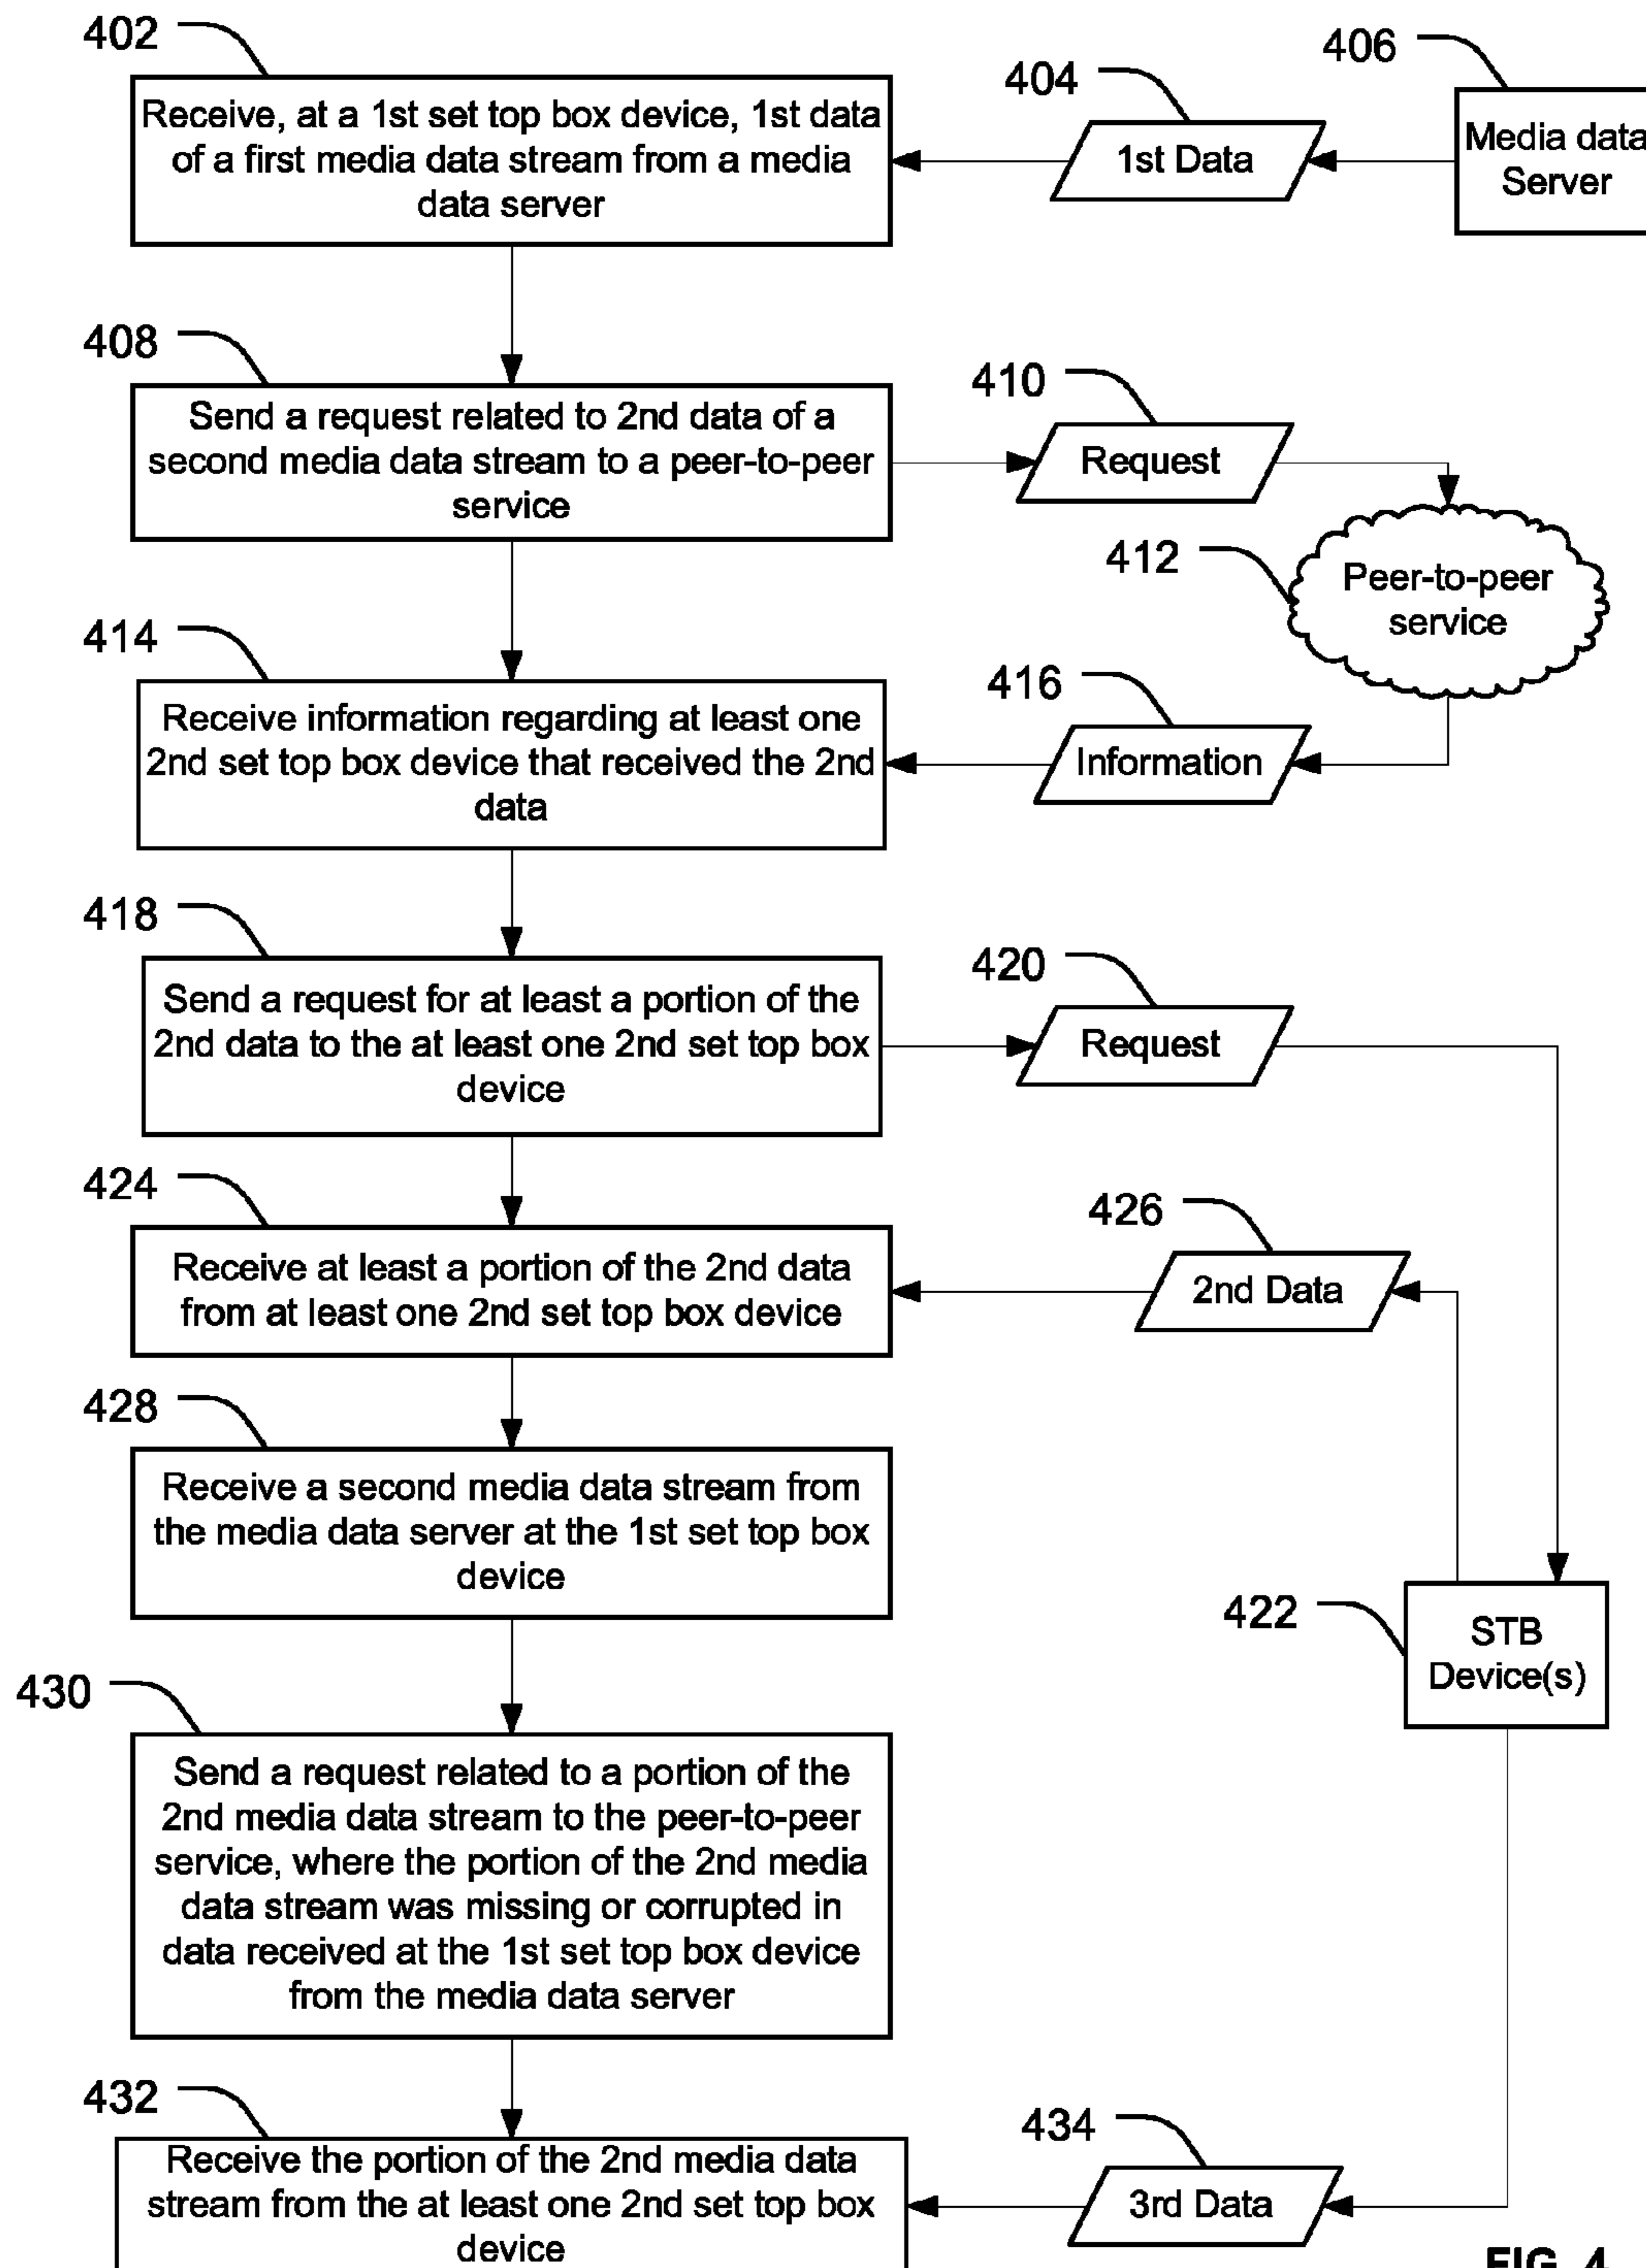 402
404
406
Receive, at a 1st set top box device, 1st data
of a first media data stream from a media
data server
1st Data
Media data
Server
408
410
Send a request related to 2nd data of a
second media data stream to a peer-to-peer
service
Request
412
Peer-to-peer
service
414
416
Receive information regarding at least one
2nd set top box device that received the 2nd
data
Information
418
420
Send a request for at least a portion of the
2nd data to the at least one 2nd set top box
device
Request
424
426
Receive at least a portion of the 2nd data
from at least one 2nd set top box device
2nd Data
428
Receive a second media data stream from
the media data server at the 1st set top box
device
422
STB
Device(s)
430
Send a request related to a portion of the
2nd media data stream to the peer-to-peer
service, where the portion of the 2nd media
data stream was missing or corrupted in
data received at the 1st set top box device
from the media data server
432
434
Receive the portion of the 2nd media data
stream from the at least one 2nd set top box
device
3rd Data
FIG. 4